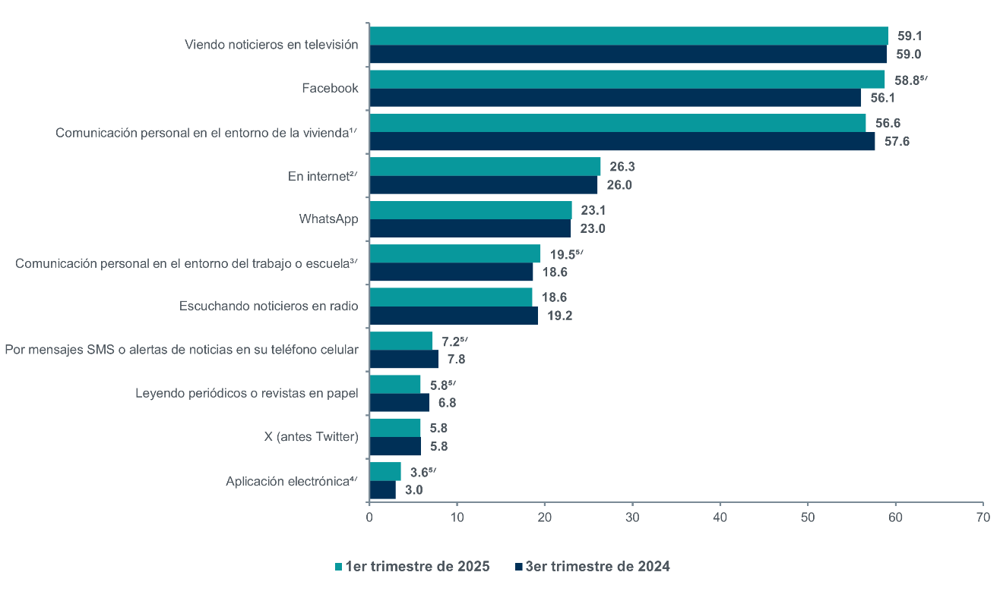 Viendo noticieros en televisión
59.1
59.0
Facebook
58.8⁵ᐟ
56.1
Comunicación personal en el entorno de la vivienda¹ᐟ
56.6
57.6
En internet²ᐟ
26.3
26.0
WhatsApp
23.1
23.0
Comunicación personal en el entorno del trabajo o escuela³ᐟ
19.5⁵ᐟ
18.6
Escuchando noticieros en radio
18.6
19.2
Por mensajes SMS o alertas de noticias en su teléfono celular
7.2⁵ᐟ
7.8
Leyendo periódicos o revistas en papel
5.8⁵ᐟ
6.8
X (antes Twitter)
5.8
5.8
Aplicación electrónica⁴ᐟ
3.6⁵ᐟ
3.0
0 10 20 30 40 50 60 70
1er trimestre de 2025 3er trimestre de 2024